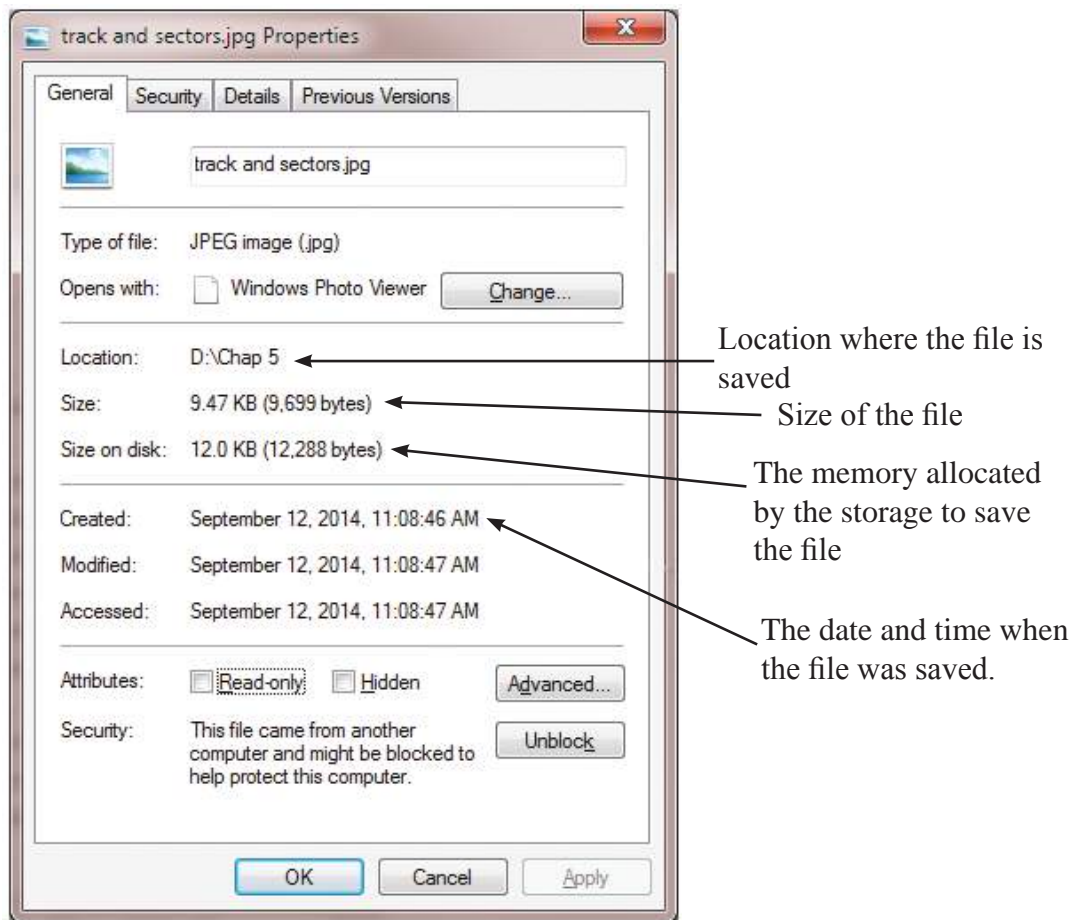 track and sectors.jpg Properties
General Security Details Previous Versions
track and sectors.jpg
Type of file: JPEG image (.jpg)
Opens with: Windows Photo Viewer Change...
Location: D:\Chap 5
Size: 9.47 KB (9,699 bytes)
Size on disk: 12.0 KB (12,288 bytes)
Created: September 12, 2014, 11:08:46 AM
Modified: September 12, 2014, 11:08:47 AM
Accessed: September 12, 2014, 11:08:47 AM
Attributes: Read-only Hidden Advanced...
Security: This file came from another
computer and might be blocked to
help protect this computer.
Unblock
OK Cancel Apply
Location where the file is
saved
Size of the file
The memory allocated
by the storage to save
the file
The date and time when
the file was saved.